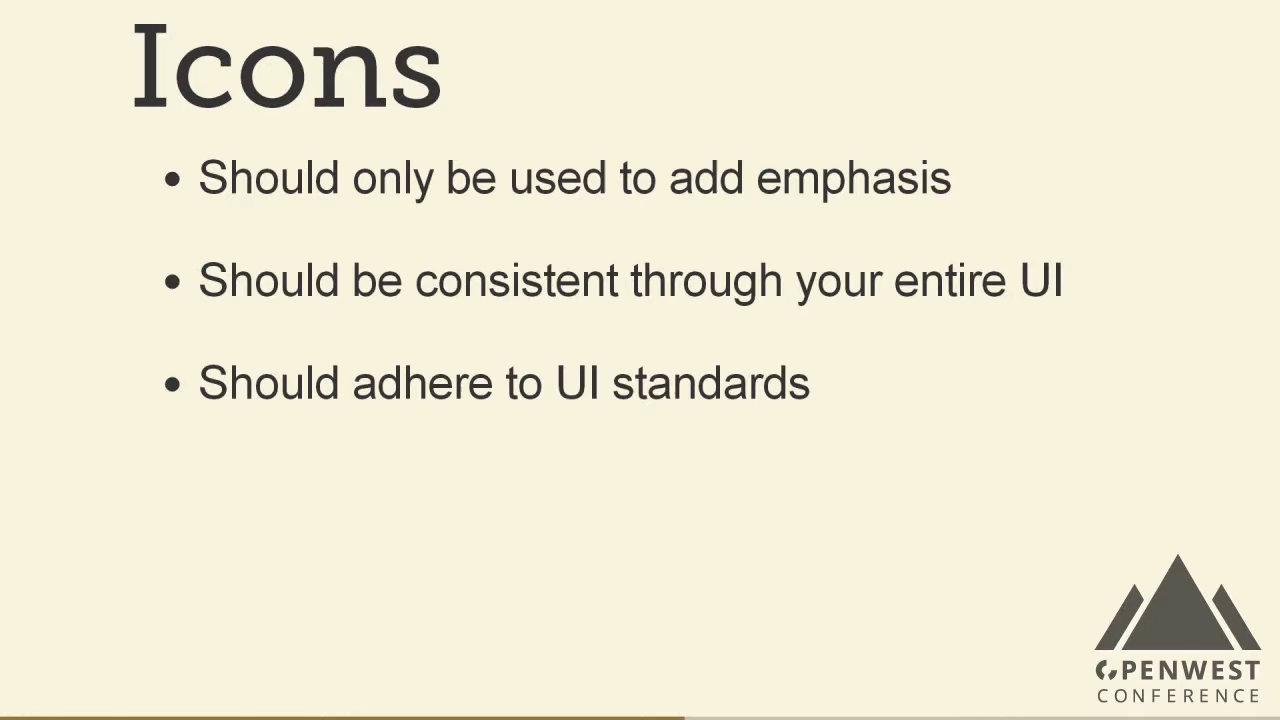 Icons
• Should only be used to add emphasis
• Should be consistent through your entire UI
• Should adhere to UI standards
OPENWEST
CONFERENCE